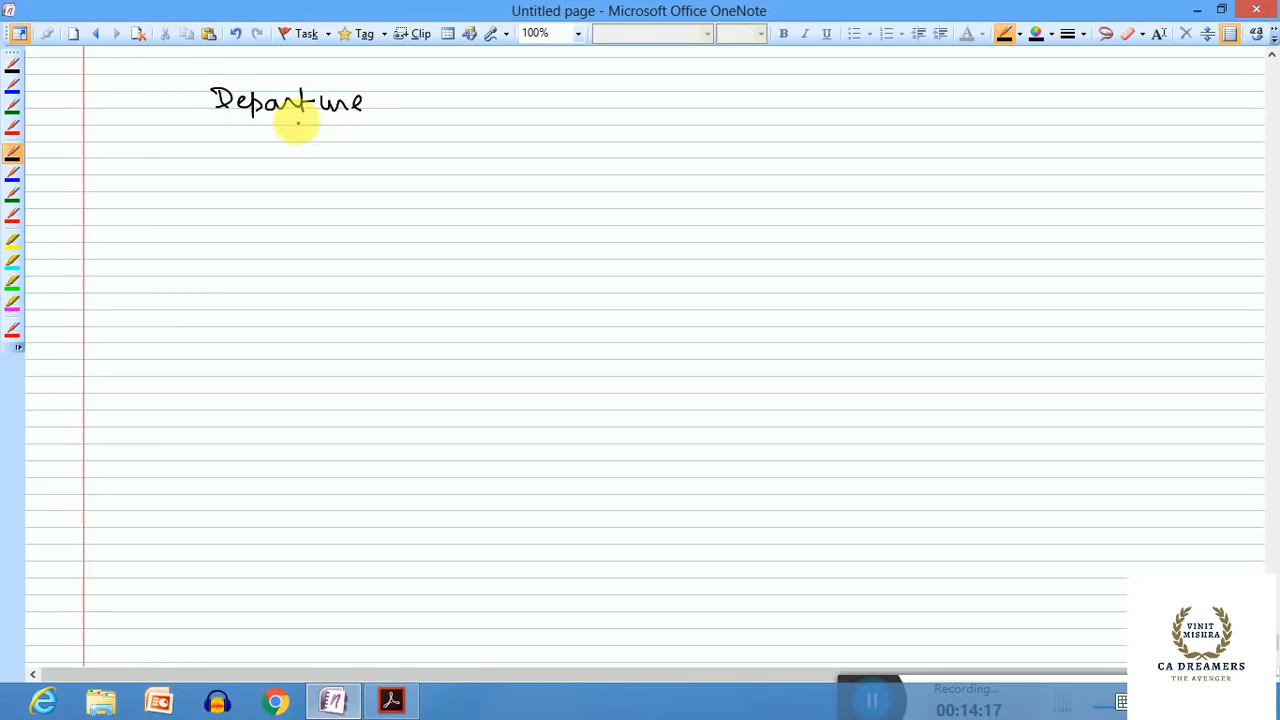 Untitled page - Microsoft Office OneNote
Task
Tag
Clip
100%
B I U
Departure
VINIT
MISHRA
CA DREAMERS
THE AVENGER
Recording...
00:14:17